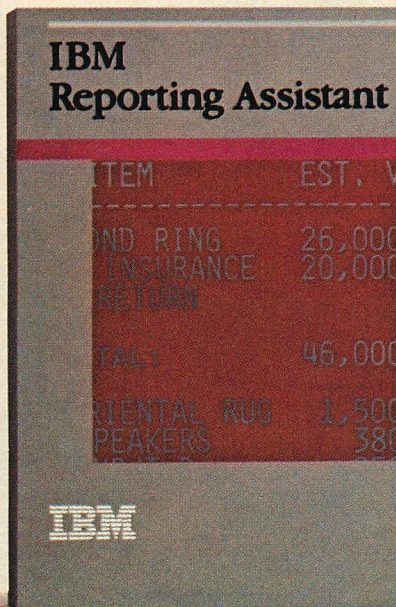 IBM
Reporting Assistant
ITEM EST. V
OND RING 26,000
INSURANCE 20,000
RETURN
TAL: 46,000
RIENTAL RUG 1,500
PEAKERS 380
IBM